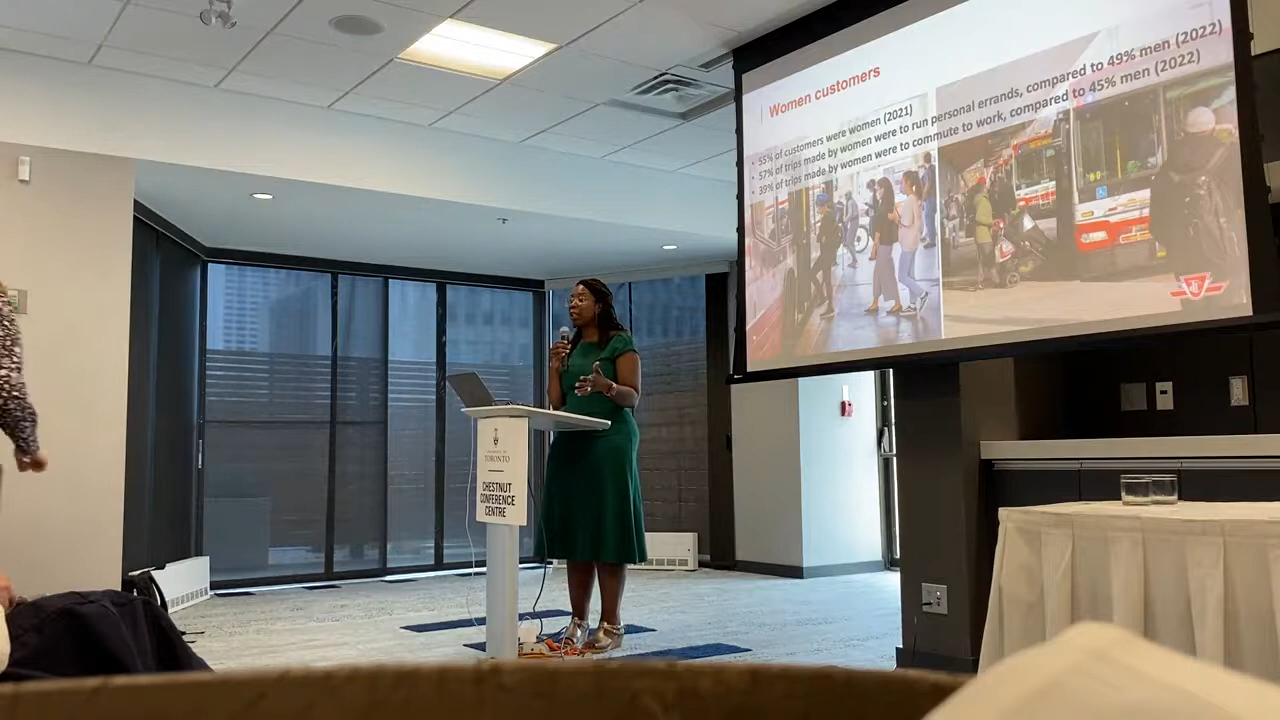 Women customers
• 55% of customers were women (2021)
• 57% of trips made by women were to run personal errands, compared to 49% men (2022)
• 39% of trips made by women were to commute to work, compared to 45% men (2022)
UNIVERSITY OF
TORONTO
CHESTNUT
CONFERENCE
CENTRE